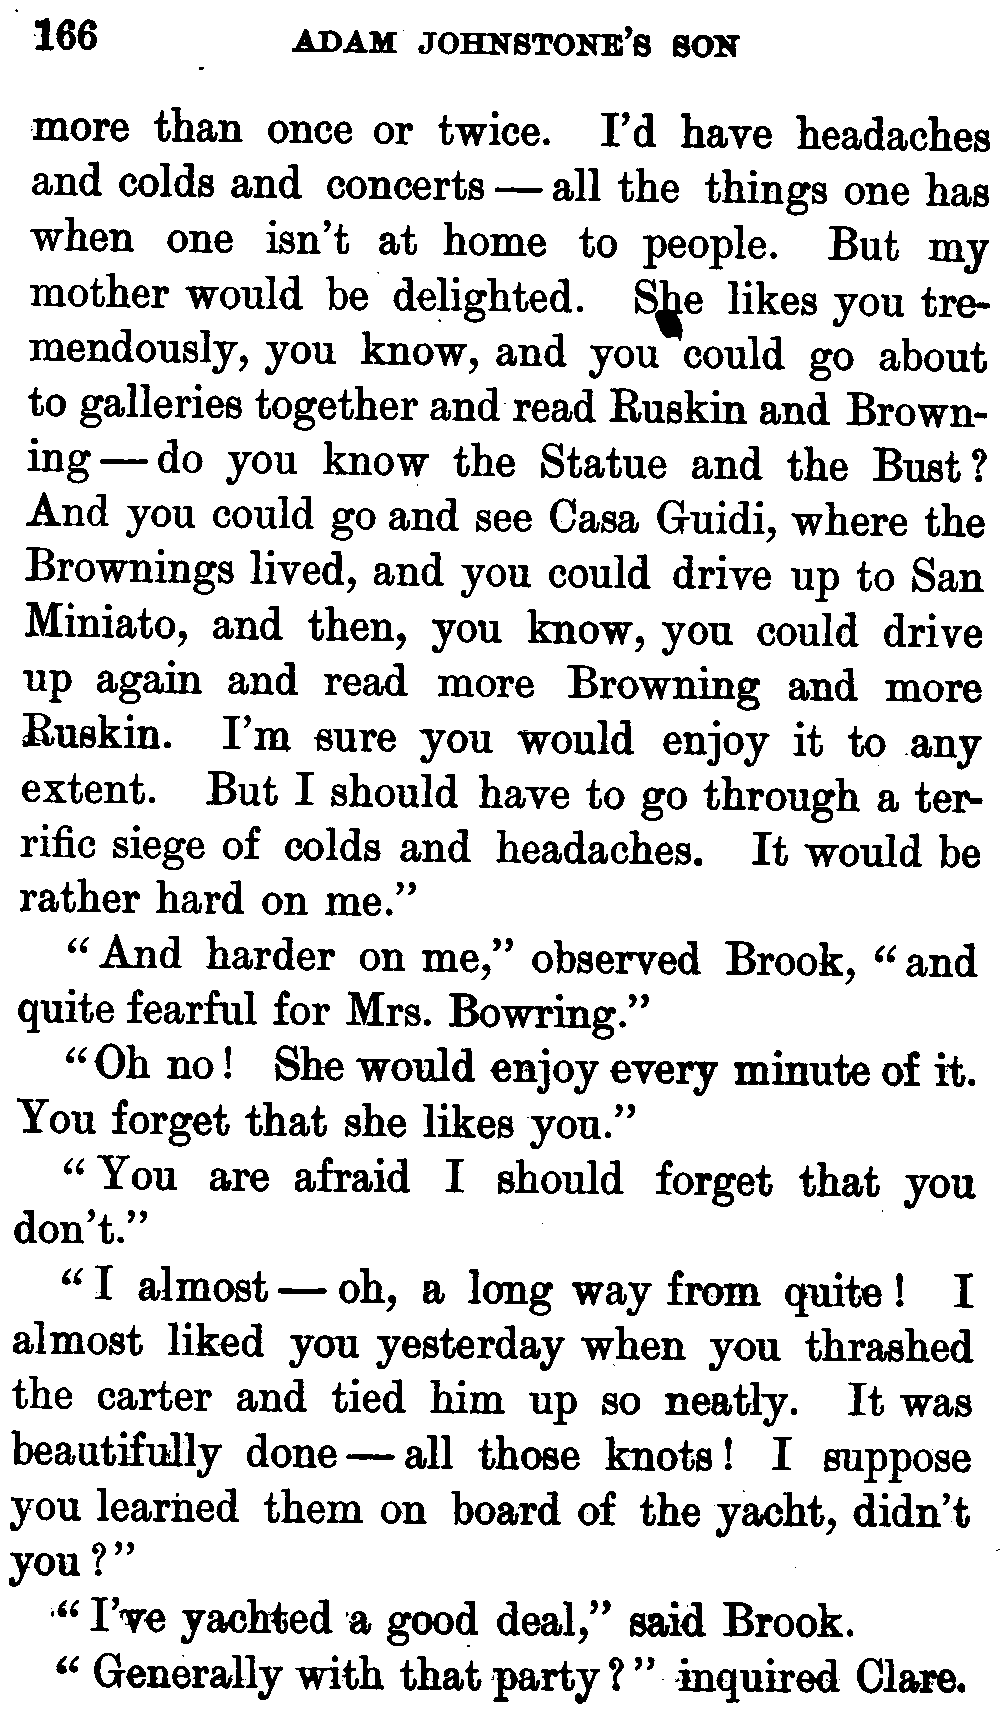 166 ADAM JOHNSTONE'S SON
more than once or twice. I'd have headaches
and colds and concerts — all the things one has
when one isn't at home to people. But my
mother would be delighted. She likes you tre-
mendously, you know, and you could go about
to galleries together and read Ruskin and Brown-
ing — do you know the Statue and the Bust?
And you could go and see Casa Guidi, where the
Brownings lived, and you could drive up to San
Miniato, and then, you know, you could drive
up again and read more Browning and more
Ruskin. I'm sure you would enjoy it to any
extent. But I should have to go through a ter-
rific siege of colds and headaches. It would be
rather hard on me."
"And harder on me," observed Brook, "and
quite fearful for Mrs. Bowring."
"Oh no! She would enjoy every minute of it.
You forget that she likes you."
"You are afraid I should forget that you
don't."
"I almost — oh, a long way from quite! I
almost liked you yesterday when you thrashed
the carter and tied him up so neatly. It was
beautifully done — all those knots! I suppose
you learned them on board of the yacht, didn't
you?"
"I've yachted a good deal," said Brook.
"Generally with that party?" inquired Clare.